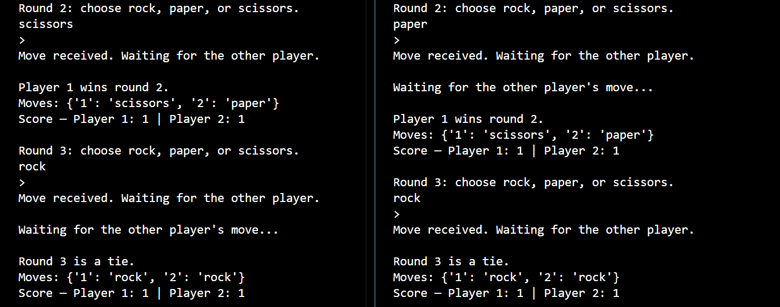 Round 2: choose rock, paper, or scissors.
scissors
>
Move received. Waiting for the other player.

Player 1 wins round 2.
Moves: {'1': 'scissors', '2': 'paper'}
Score — Player 1: 1 | Player 2: 1

Round 3: choose rock, paper, or scissors.
rock
>
Move received. Waiting for the other player.

Waiting for the other player's move...

Round 3 is a tie.
Moves: {'1': 'rock', '2': 'rock'}
Score — Player 1: 1 | Player 2: 1

Round 2: choose rock, paper, or scissors.
paper
>
Move received. Waiting for the other player.

Waiting for the other player's move...

Player 1 wins round 2.
Moves: {'1': 'scissors', '2': 'paper'}
Score — Player 1: 1 | Player 2: 1

Round 3: choose rock, paper, or scissors.
rock
>
Move received. Waiting for the other player.

Round 3 is a tie.
Moves: {'1': 'rock', '2': 'rock'}
Score — Player 1: 1 | Player 2: 1